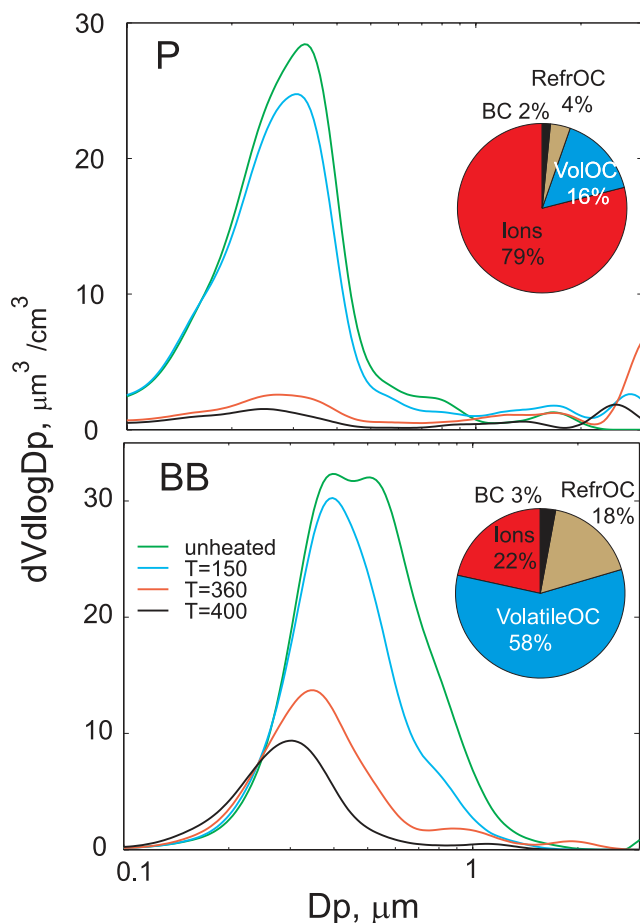 dVdlogDp, µm³ /cm³
30
P
RefrOC
4%
BC 2%
VolOC
16%
20
Ions
79%
10
0
BB
BC 3%
RefrOC
18%
30
Ions
22%
unheated
T=150
T=360
T=400
VolatileOC
58%
20
10
0
0.1
1
Dp, µm